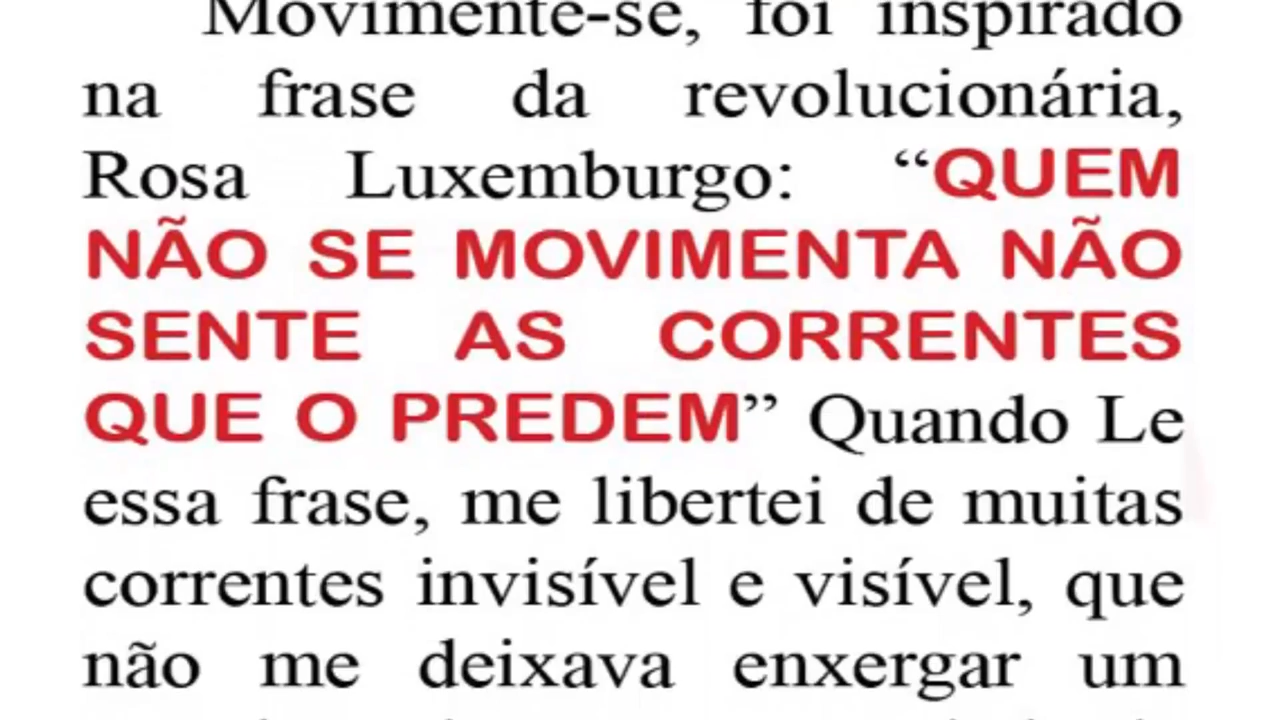 Movimente-se, foi inspirado
na frase da revolucionária,
Rosa Luxemburgo: “QUEM
NÃO SE MOVIMENTA NÃO
SENTE AS CORRENTES
QUE O PREDEM” Quando Le
essa frase, me libertei de muitas
correntes invisível e visível, que
não me deixava enxergar um